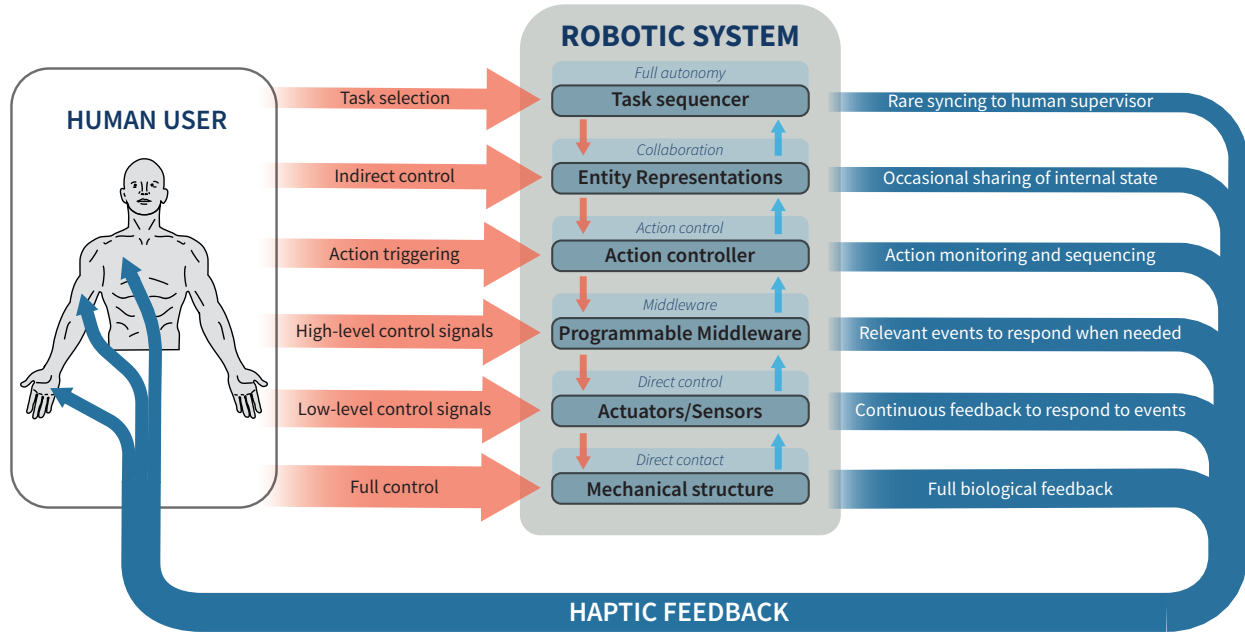 ROBOTIC SYSTEM
HUMAN USER
Full autonomy
Task selection
Task sequencer
Rare syncing to human supervisor
Collaboration
Indirect control
Entity Representations
Occasional sharing of internal state
Action control
Action triggering
Action controller
Action monitoring and sequencing
Middleware
High-level control signals
Programmable Middleware
Relevant events to respond when needed
Direct control
Low-level control signals
Actuators/Sensors
Continuous feedback to respond to events
Direct contact
Full control
Mechanical structure
Full biological feedback
HAPTIC FEEDBACK